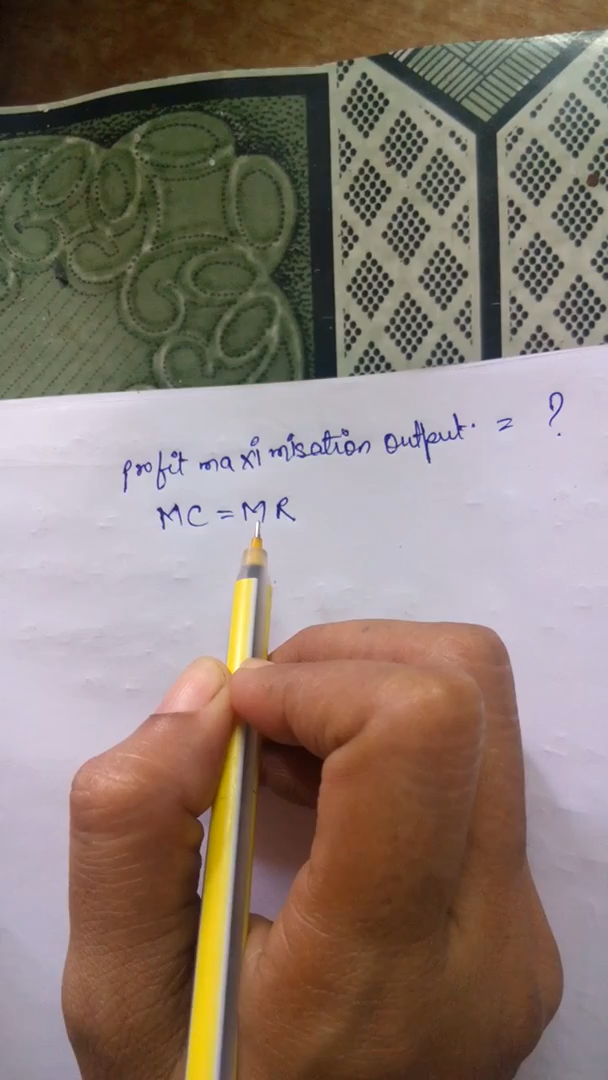 profit maximisation output. = ?
MC = MR